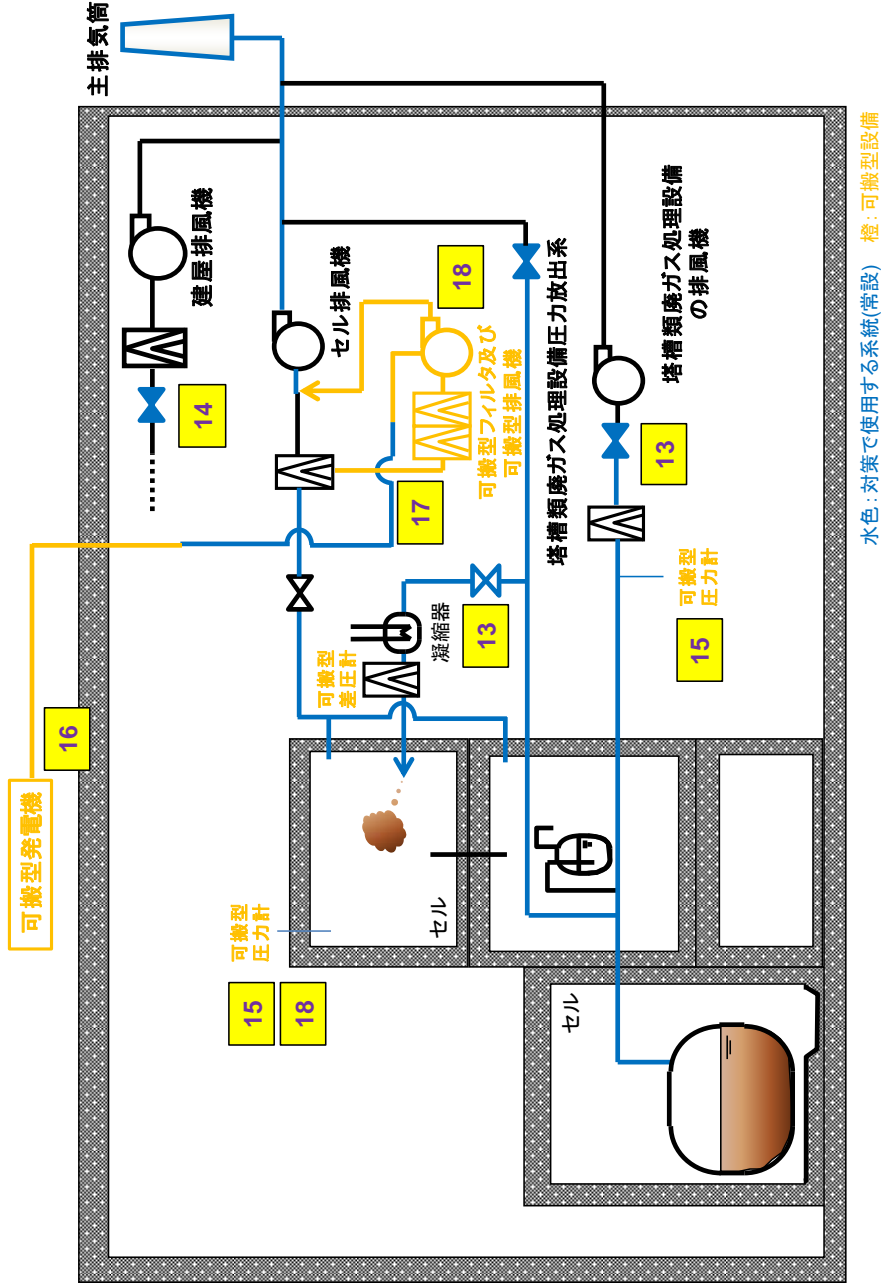 主排気筒
建屋排風機
14
セル排風機
18
可搬型フィルタ及び
可搬型排風機
17
塔槽類廃ガス処理設備圧力放出系
塔槽類廃ガス処理設備
の排風機
13
可搬型
圧力計
15
13
凝縮器
可搬型
差圧計
16
可搬型発電機
可搬型
圧力計
15
18
セル
セル
水色:対策で使用する系統(常設)
橙:可搬型設備